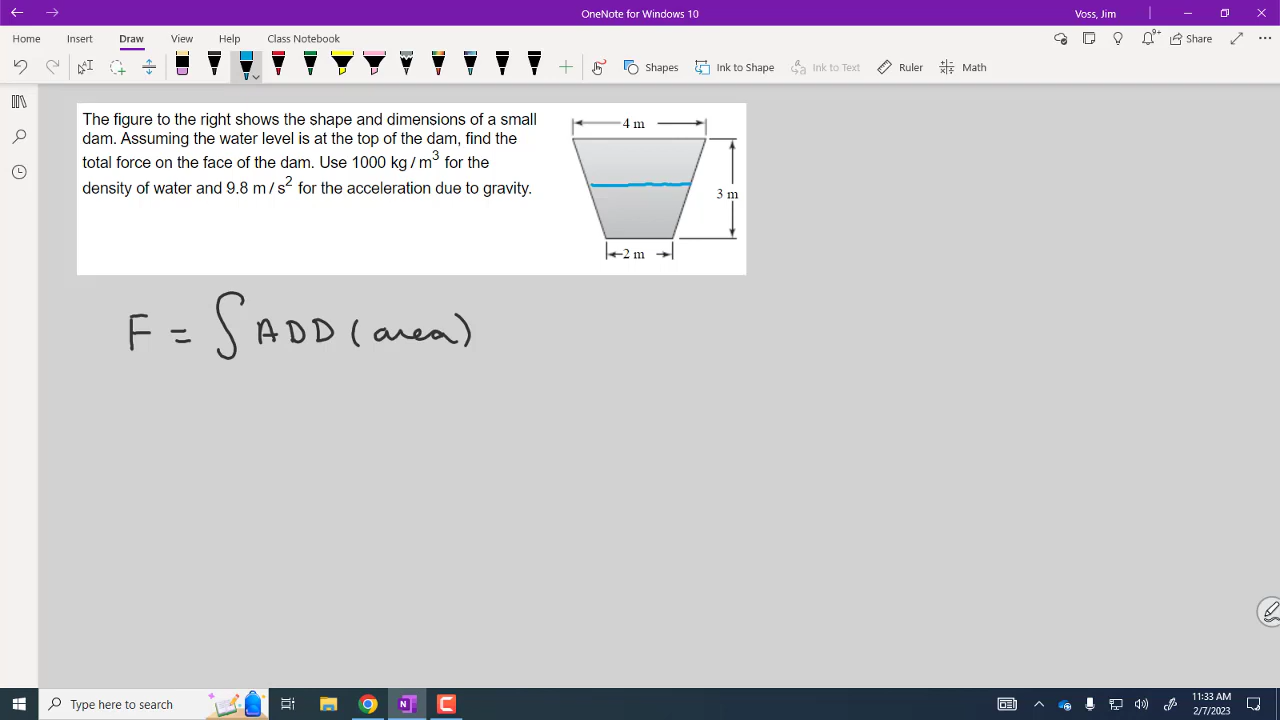 OneNote for Windows 10
Voss, Jim
Home Insert Draw View Help Class Notebook
Share
Shapes Ink to Shape Ink to Text Ruler Math
The figure to the right shows the shape and dimensions of a small
dam. Assuming the water level is at the top of the dam, find the
total force on the face of the dam. Use 1000 kg / m³ for the
density of water and 9.8 m / s² for the acceleration due to gravity.
4 m
3 m
2 m
F = ∫ ADD (area)
Type here to search
11:33 AM
2/7/2023